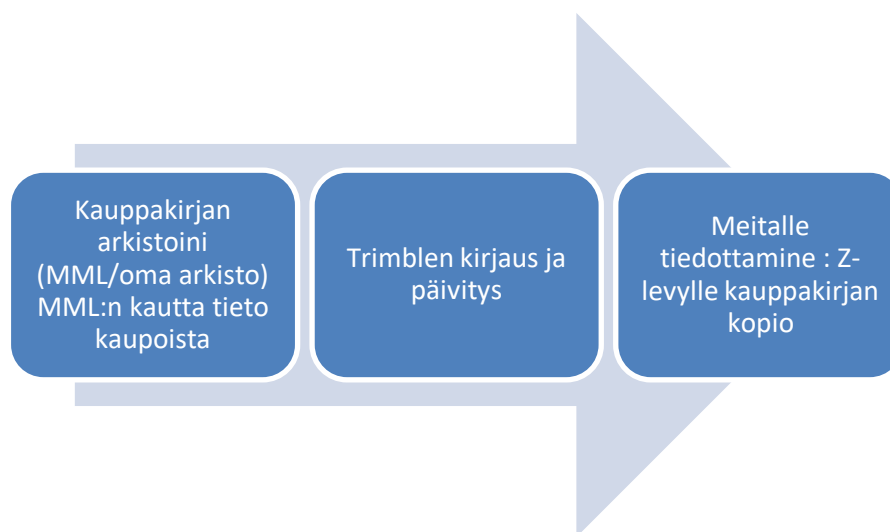 Kauppakirjan
arkistoini
(MML/oma arkisto)
MML:n kautta tieto
kaupoista
Trimblen kirjaus ja
päivitys
Meitalle
tiedottamine : Z-
levylle kauppakirjan
kopio